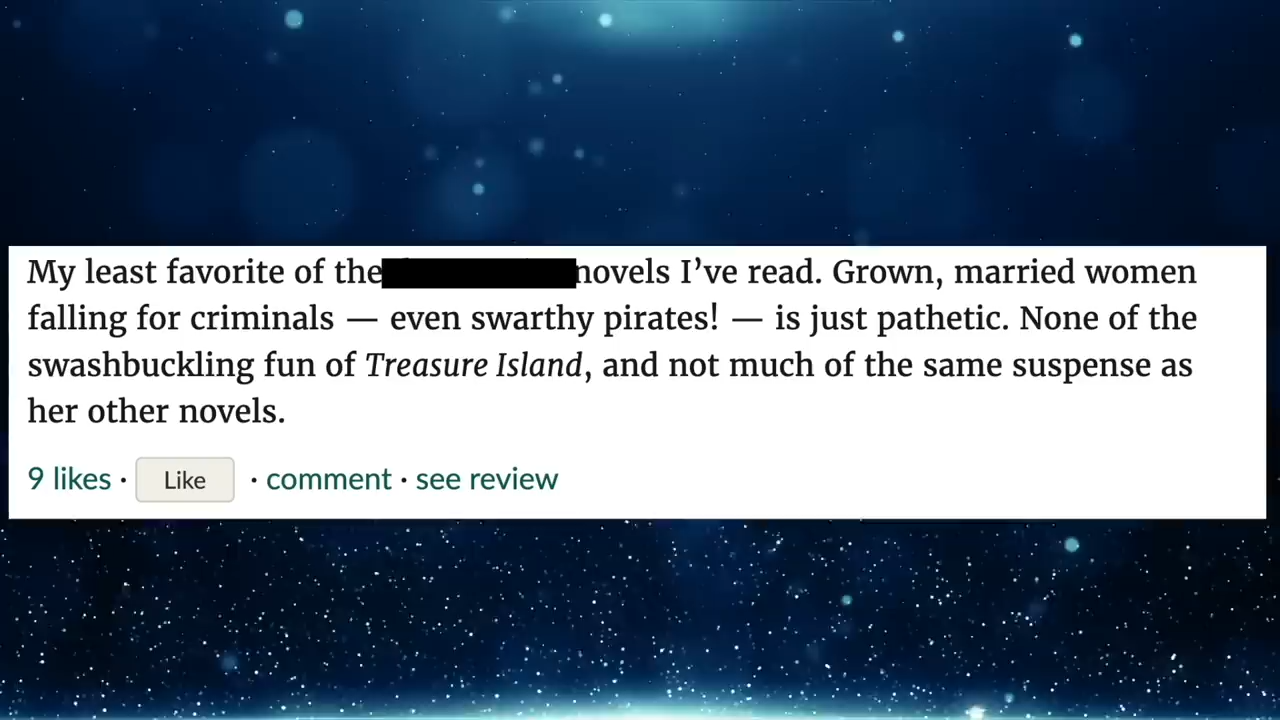 My least favorite of the novels I’ve read. Grown, married women
falling for criminals — even swarthy pirates! — is just pathetic. None of the
swashbuckling fun of Treasure Island, and not much of the same suspense as
her other novels.
9 likes · Like · comment · see review